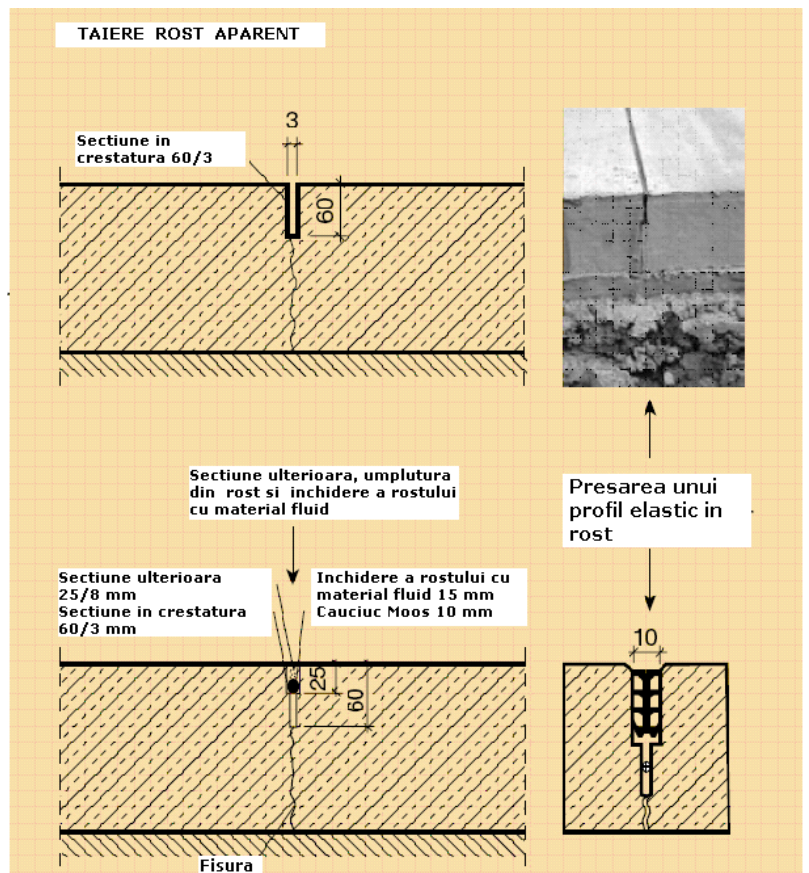 TAIERE ROST APARENT
3
Sectiune in
crestatura 60/3
60
Sectiune ulterioara, umplutura
din rost si inchidere a rostului
cu material fluid
Presarea unui
profil elastic in
rost
Sectiune ulterioara
25/8 mm
Sectiune in crestatura
60/3 mm
Inchidere a rostului cu
material fluid 15 mm
Cauciuc Moos 10 mm
10
25
60
Fisura